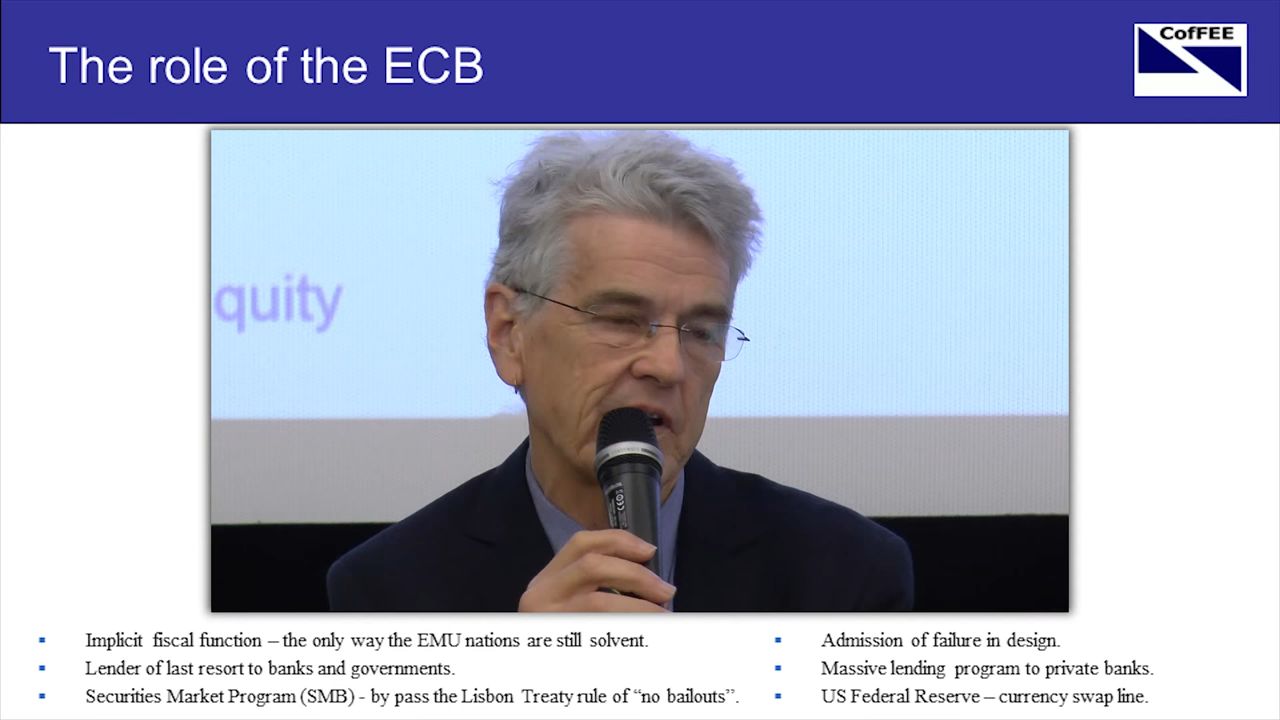 The role of the ECB
CofFEE
quity
Implicit fiscal function – the only way the EMU nations are still solvent.
Lender of last resort to banks and governments.
Securities Market Program (SMB) - by pass the Lisbon Treaty rule of “no bailouts”.
Admission of failure in design.
Massive lending program to private banks.
US Federal Reserve – currency swap line.